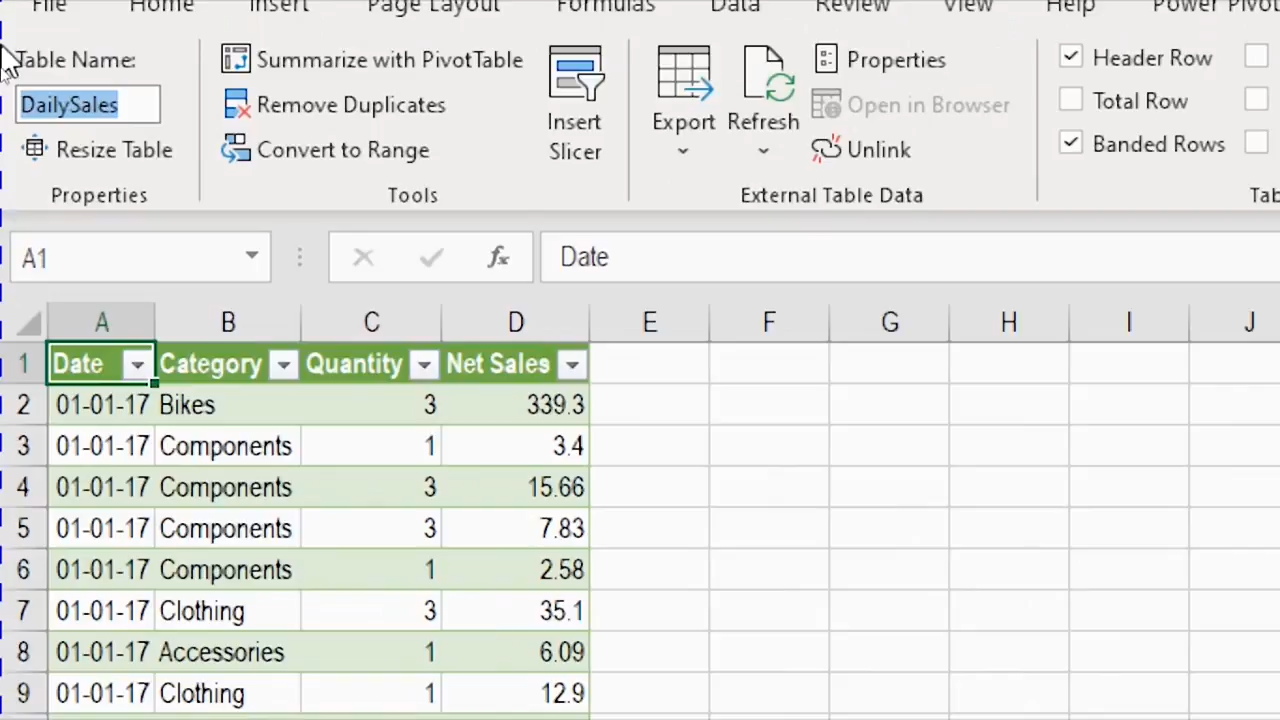 File Home Insert Page Layout Formulas Data Review View Help Power Pivot
Table Name:
DailySales
Resize Table
Properties
Summarize with PivotTable
Remove Duplicates
Convert to Range
Tools
Insert
Slicer
Export
Refresh
Properties
Open in Browser
Unlink
External Table Data
Header Row
Total Row
Banded Rows
A1
fx
Date
A B C D E F G H I J
1 Date Category Quantity Net Sales
2 01-01-17 Bikes 3 339.3
3 01-01-17 Components 1 3.4
4 01-01-17 Components 3 15.66
5 01-01-17 Components 3 7.83
6 01-01-17 Components 1 2.58
7 01-01-17 Clothing 3 35.1
8 01-01-17 Accessories 1 6.09
9 01-01-17 Clothing 1 12.9